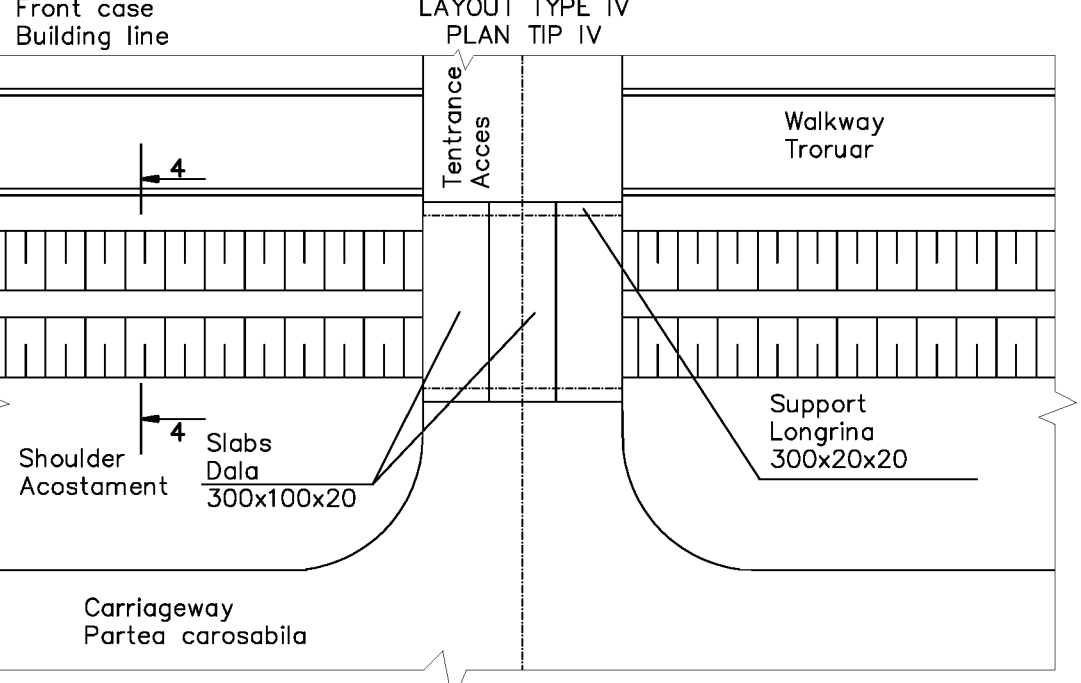 Front case
Building line
LAYOUT TYPE IV
PLAN TIP IV
Tentrance
Acces
Walkway
Troruar
4
4
Shoulder
Acostament
Slabs
Dala
300x100x20
Support
Longrina
300x20x20
Carriageway
Partea carosabila